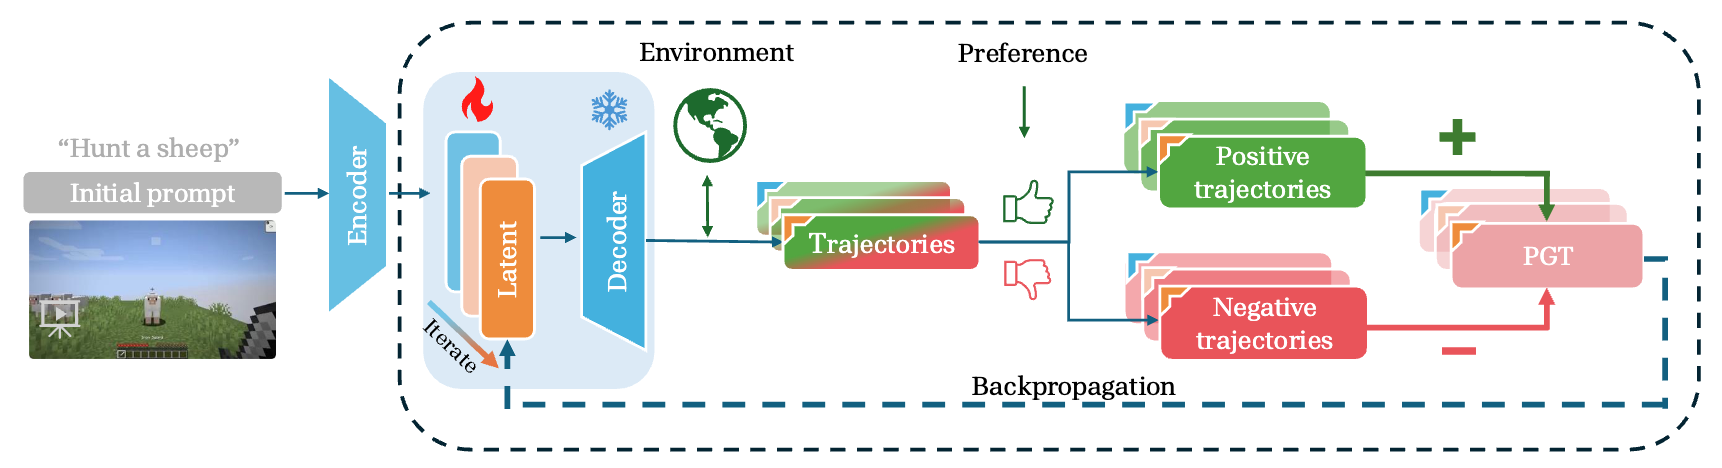 “Hunt a sheep”
Initial prompt
Encoder
Latent
Iterate
Decoder
Environment
Trajectories
Preference
Positive
trajectories
Negative
trajectories
PGT
Backpropagation